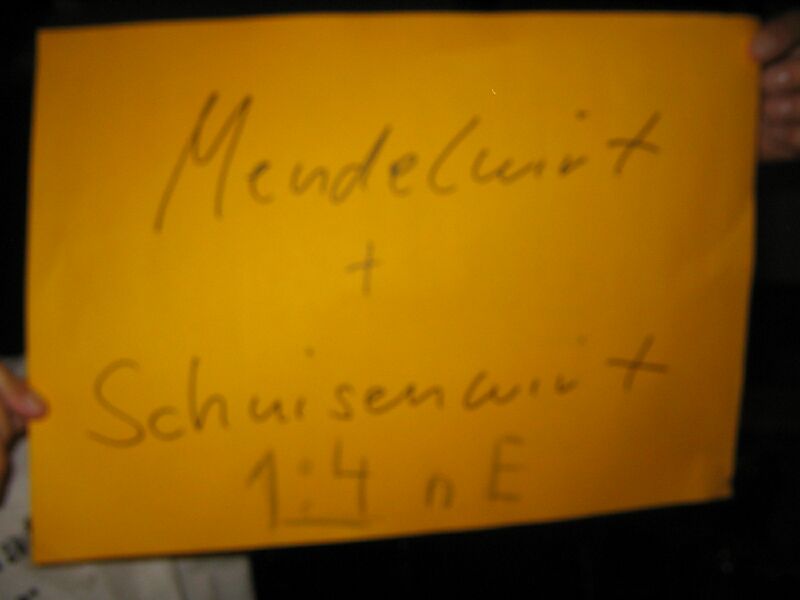 Mendelwirt
+
Schuisenwirt
1:4 n E